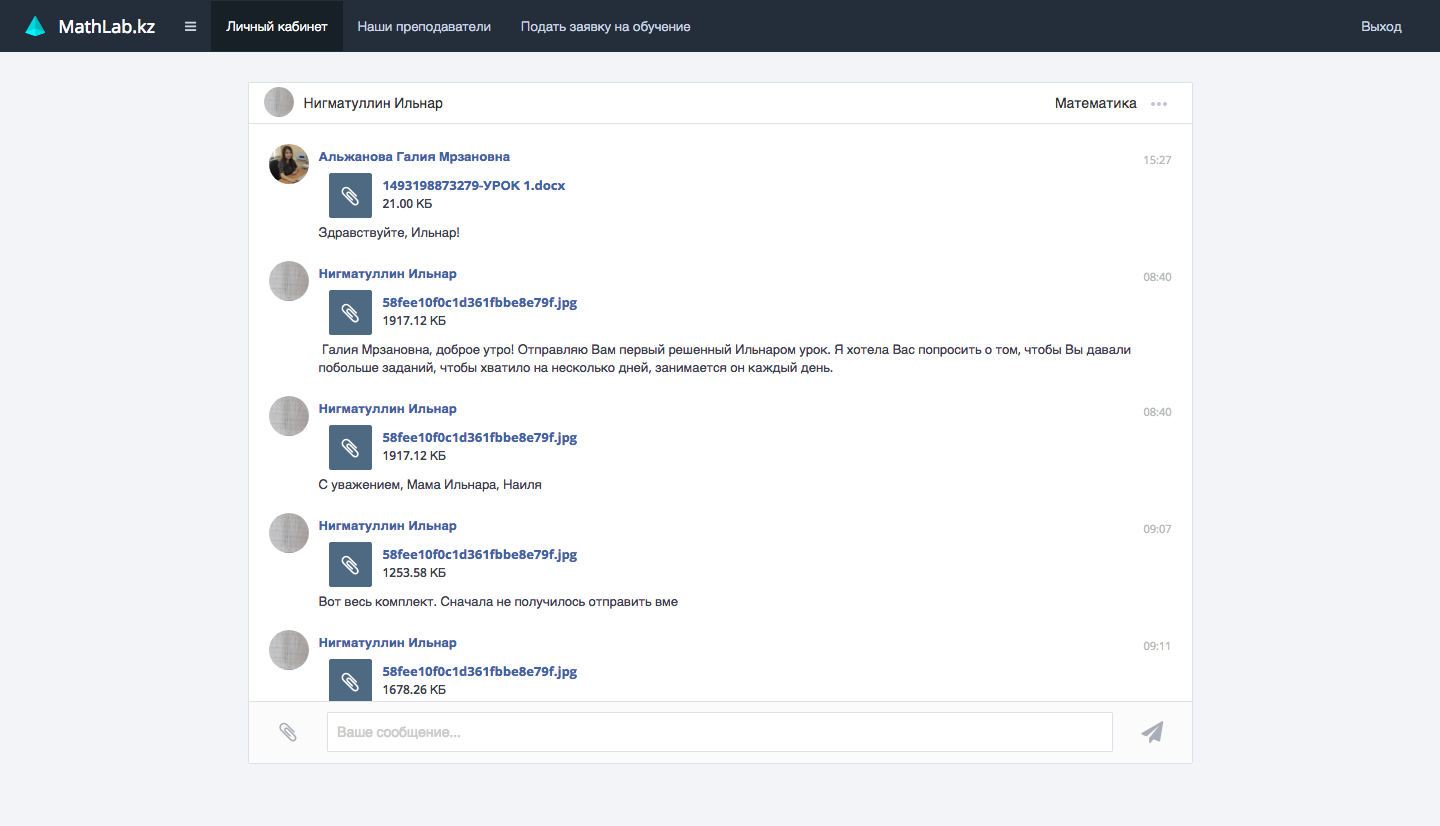 MathLab.kz
Личный кабинет
Наши преподаватели
Подать заявку на обучение
Выход
Нигматуллин Ильнар
Математика
Альжанова Галия Мрзановна
15:27
1493198873279-УРОК 1.docx
21.00 КБ
Здравствуйте, Ильнар!
Нигматуллин Ильнар
08:40
58fee10f0c1d361fbbe8e79f.jpg
1917.12 КБ
Галия Мрзановна, доброе утро! Отправляю Вам первый решенный Ильнаром урок. Я хотела Вас попросить о том, чтобы Вы давали
побольше заданий, чтобы хватило на несколько дней, занимается он каждый день.
Нигматуллин Ильнар
08:40
58fee10f0c1d361fbbe8e79f.jpg
1917.12 КБ
С уважением, Мама Ильнара, Наиля
Нигматуллин Ильнар
09:07
58fee10f0c1d361fbbe8e79f.jpg
1253.58 КБ
Вот весь комплект. Сначала не получилось отправить вме
Нигматуллин Ильнар
09:11
58fee10f0c1d361fbbe8e79f.jpg
1678.26 КБ
Ваше сообщение...